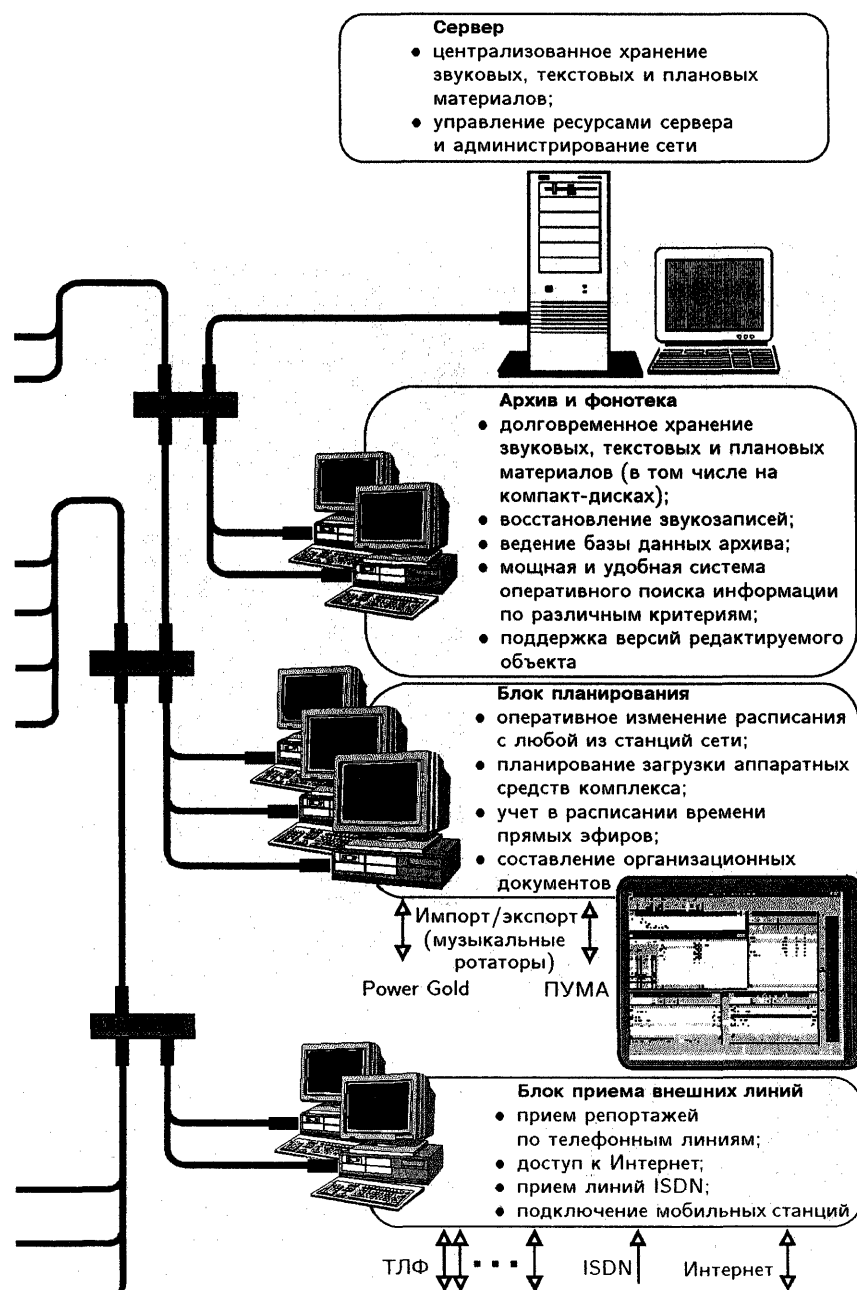 Сервер
• централизованное хранение
звуковых, текстовых и плановых
материалов;
• управление ресурсами сервера
и администрирование сети
Архив и фонотека
• долговременное хранение
звуковых, текстовых и плановых
материалов (в том числе на
компакт-дисках);
• восстановление звукозаписей;
• ведение базы данных архива;
• мощная и удобная система
оперативного поиска информации
по различным критериям;
• поддержка версий редактируемого
объекта
Блок планирования
• оперативное изменение расписания
с любой из станций сети;
• планирование загрузки аппаратных
средств комплекса;
• учет в расписании времени
прямых эфиров;
• составление организационных
документов
Импорт/экспорт
(музыкальные
ротаторы)
Power Gold ПУМА
Блок приема внешних линий
• прием репортажей
по телефонным линиям;
• доступ к Интернет;
• прием линий ISDN;
• подключение мобильных станций
ТЛФ ISDN Интернет